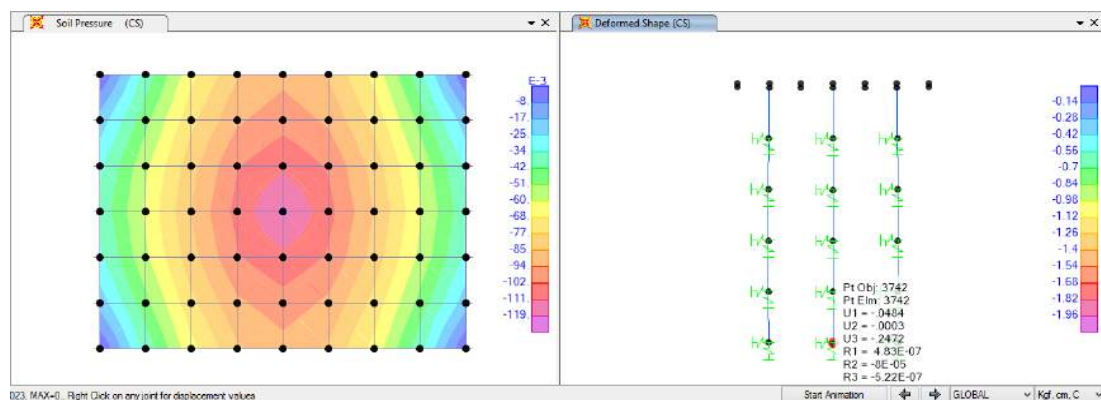 Soil Pressure (CS)
E-3
-8.
-17.
-25.
-34.
-42.
-51.
-60.
-68.
-77.
-85.
-94.
-102.
-111.
-119.
Deformed Shape (CS)
-0.14
-0.28
-0.42
-0.56
-0.7
-0.84
-0.98
-1.12
-1.26
-1.4
-1.54
-1.68
-1.82
-1.96
Pt Obj: 3742
Pt Elm: 3742
U1 = -.0484
U2 = -.0003
U3 = -.2472
R1 = 4.83E-07
R2 = -8E-05
R3 = -5.22E-07
023, MAX=0., Right Click on any joint for displacement values
Start Animation
GLOBAL
Kgf, cm, C